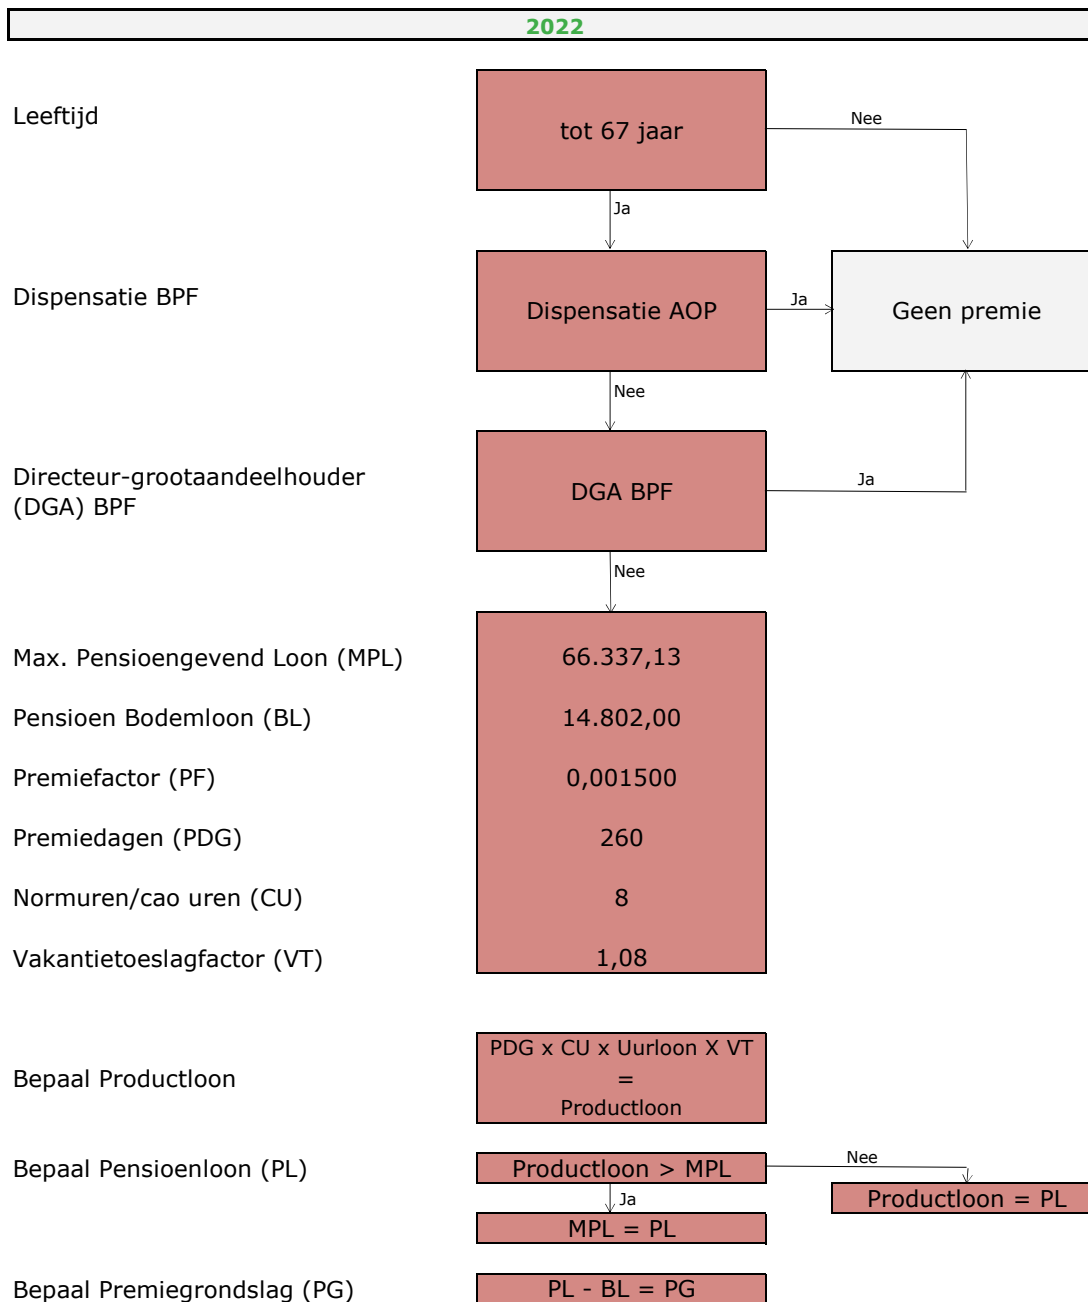 2022
Leeftijd
tot 67 jaar
Nee
Ja
Dispensatie BPF
Dispensatie AOP
Ja
Geen premie
Nee
Directeur-grootaandeelhouder
(DGA) BPF
DGA BPF
Ja
Nee
Max. Pensioengevend Loon (MPL)
66.337,13
Pensioen Bodemloon (BL)
14.802,00
Premiefactor (PF)
0,001500
Premiedagen (PDG)
260
Normuren/cao uren (CU)
8
Vakantietoeslagfactor (VT)
1,08
Bepaal Productloon
PDG x CU x Uurloon X VT
=
Productloon
Bepaal Pensioenloon (PL)
Productloon > MPL
Nee
Productloon = PL
Ja
MPL = PL
Bepaal Premiegrondslag (PG)
PL - BL = PG